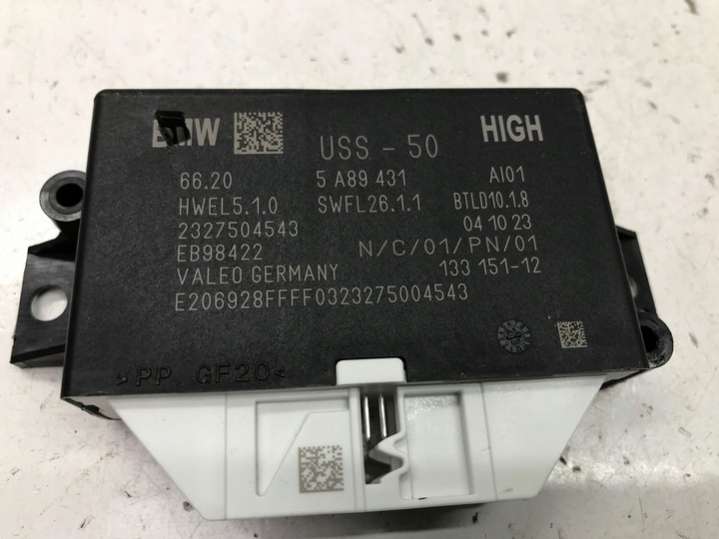 BMW
USS - 50
HIGH
66.20
5 A89 431
AI01
HWEL5.1.0
SWFL26.1.1
BTLD10.1.8
2327504543
04 10 23
EB98422
N/C/01/PN/01
VALEO GERMANY
133 151-12
E206928FFFF0323275004543
>PP GF20<